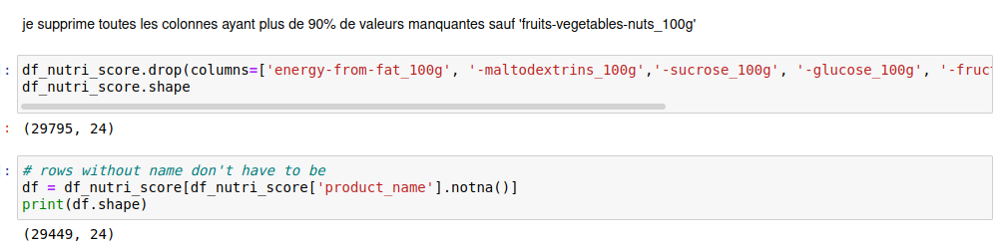 je supprime toutes les colonnes ayant plus de 90% de valeurs manquantes sauf 'fruits-vegetables-nuts_100g'
: df_nutri_score.drop(columns=['energy-from-fat_100g', '-maltodextrins_100g','-sucrose_100g', '-glucose_100g', '-fruct
df_nutri_score.shape
: (29795, 24)
: # rows without name don't have to be
df = df_nutri_score[df_nutri_score['product_name'].notna()]
print(df.shape)
(29449, 24)